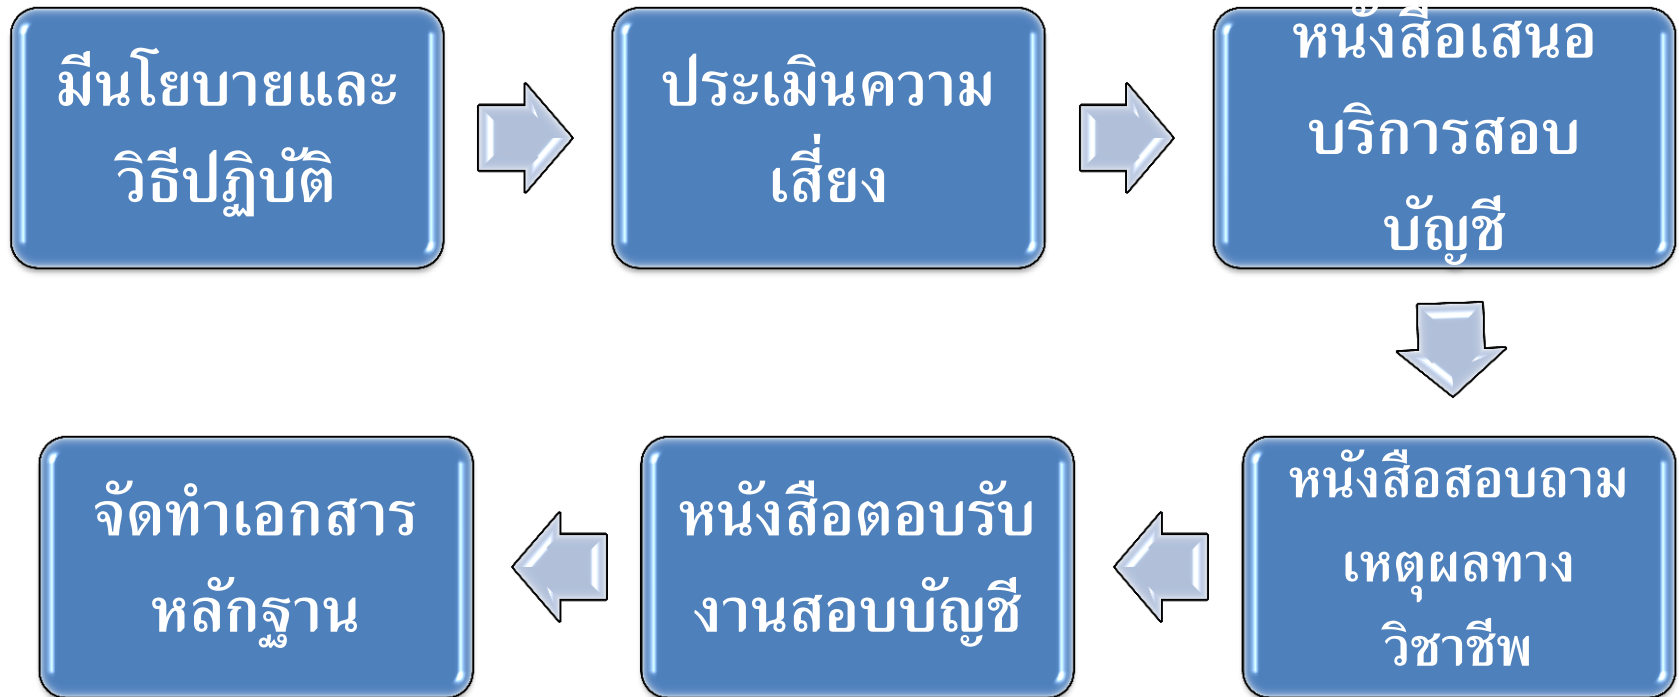 มีนโยบายและ
วิธีปฏิบัติ
ประเมินความ
เสี่ยง
หนังสือเสนอ
บริการสอบ
บัญชี
หนังสือสอบถาม
เหตุผลทาง
วิชาชีพ
หนังสือตอบรับ
งานสอบบัญชี
จัดทำเอกสาร
หลักฐาน